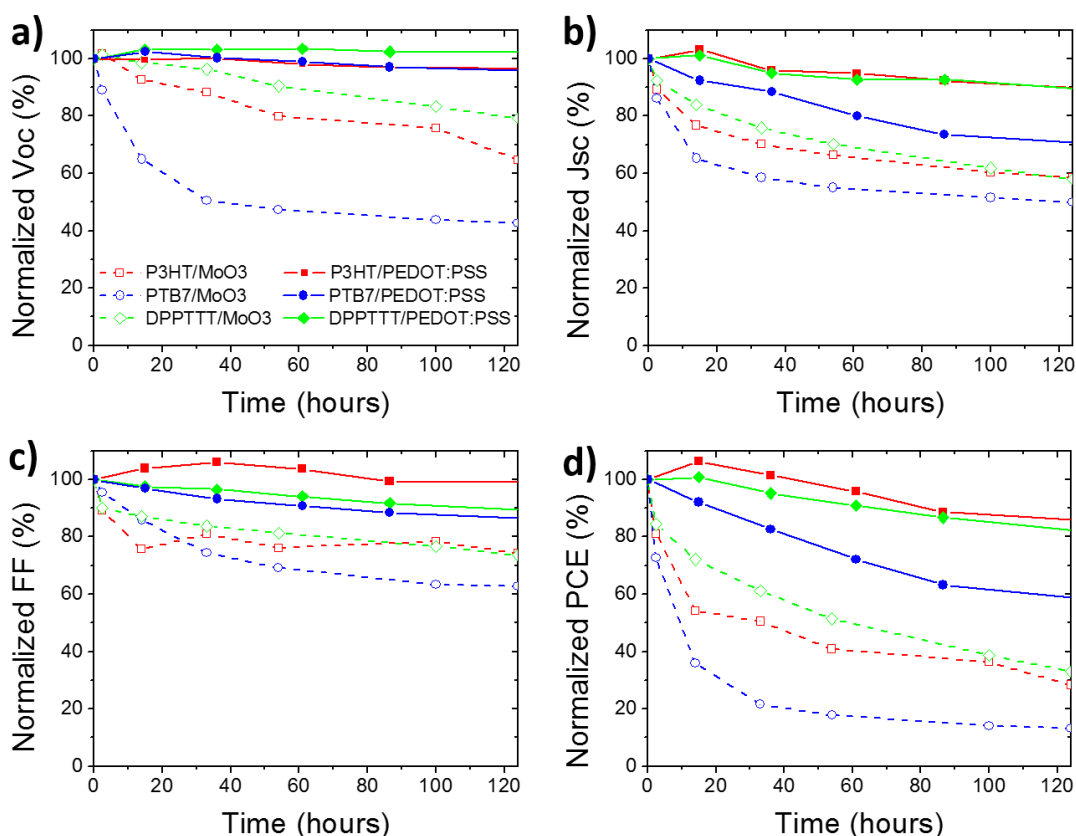 a)
Normalized Voc (%)
100
80
60
40
20
0
P3HT/MoO3
P3HT/PEDOT:PSS
PTB7/MoO3
PTB7/PEDOT:PSS
DPPTTT/MoO3
DPPTTT/PEDOT:PSS
0 20 40 60 80 100 120
Time (hours)
b)
Normalized Jsc (%)
100
80
60
40
20
0
0 20 40 60 80 100 120
Time (hours)
c)
Normalized FF (%)
100
80
60
40
20
0
0 20 40 60 80 100 120
Time (hours)
d)
Normalized PCE (%)
100
80
60
40
20
0
0 20 40 60 80 100 120
Time (hours)